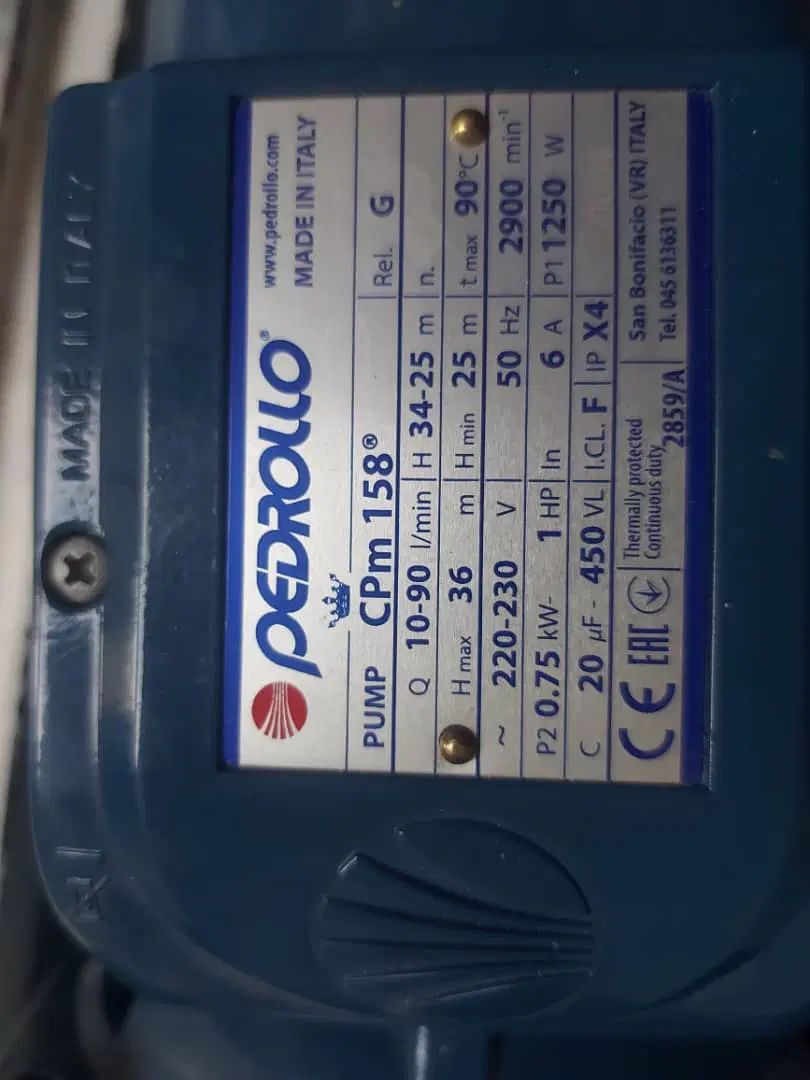 MADE IN ITALY
PEDROLLO®
www.pedrollo.com
MADE IN ITALY
PUMP CPm 158® Rel. G
Q 10-90 l/min H 34-25 m n.
H max 36 m H min 25 m t max 90°C
~ 220-230 V 50 Hz 2900 min⁻¹
P2 0.75 kW- 1 HP In 6 A P1 1250 W
C 20 µF - 450 VL I.CL. F IP X4
CE EAC Thermally protected
Continuous duty
2859/A
San Bonifacio (VR) ITALY
Tel. 045 6136311